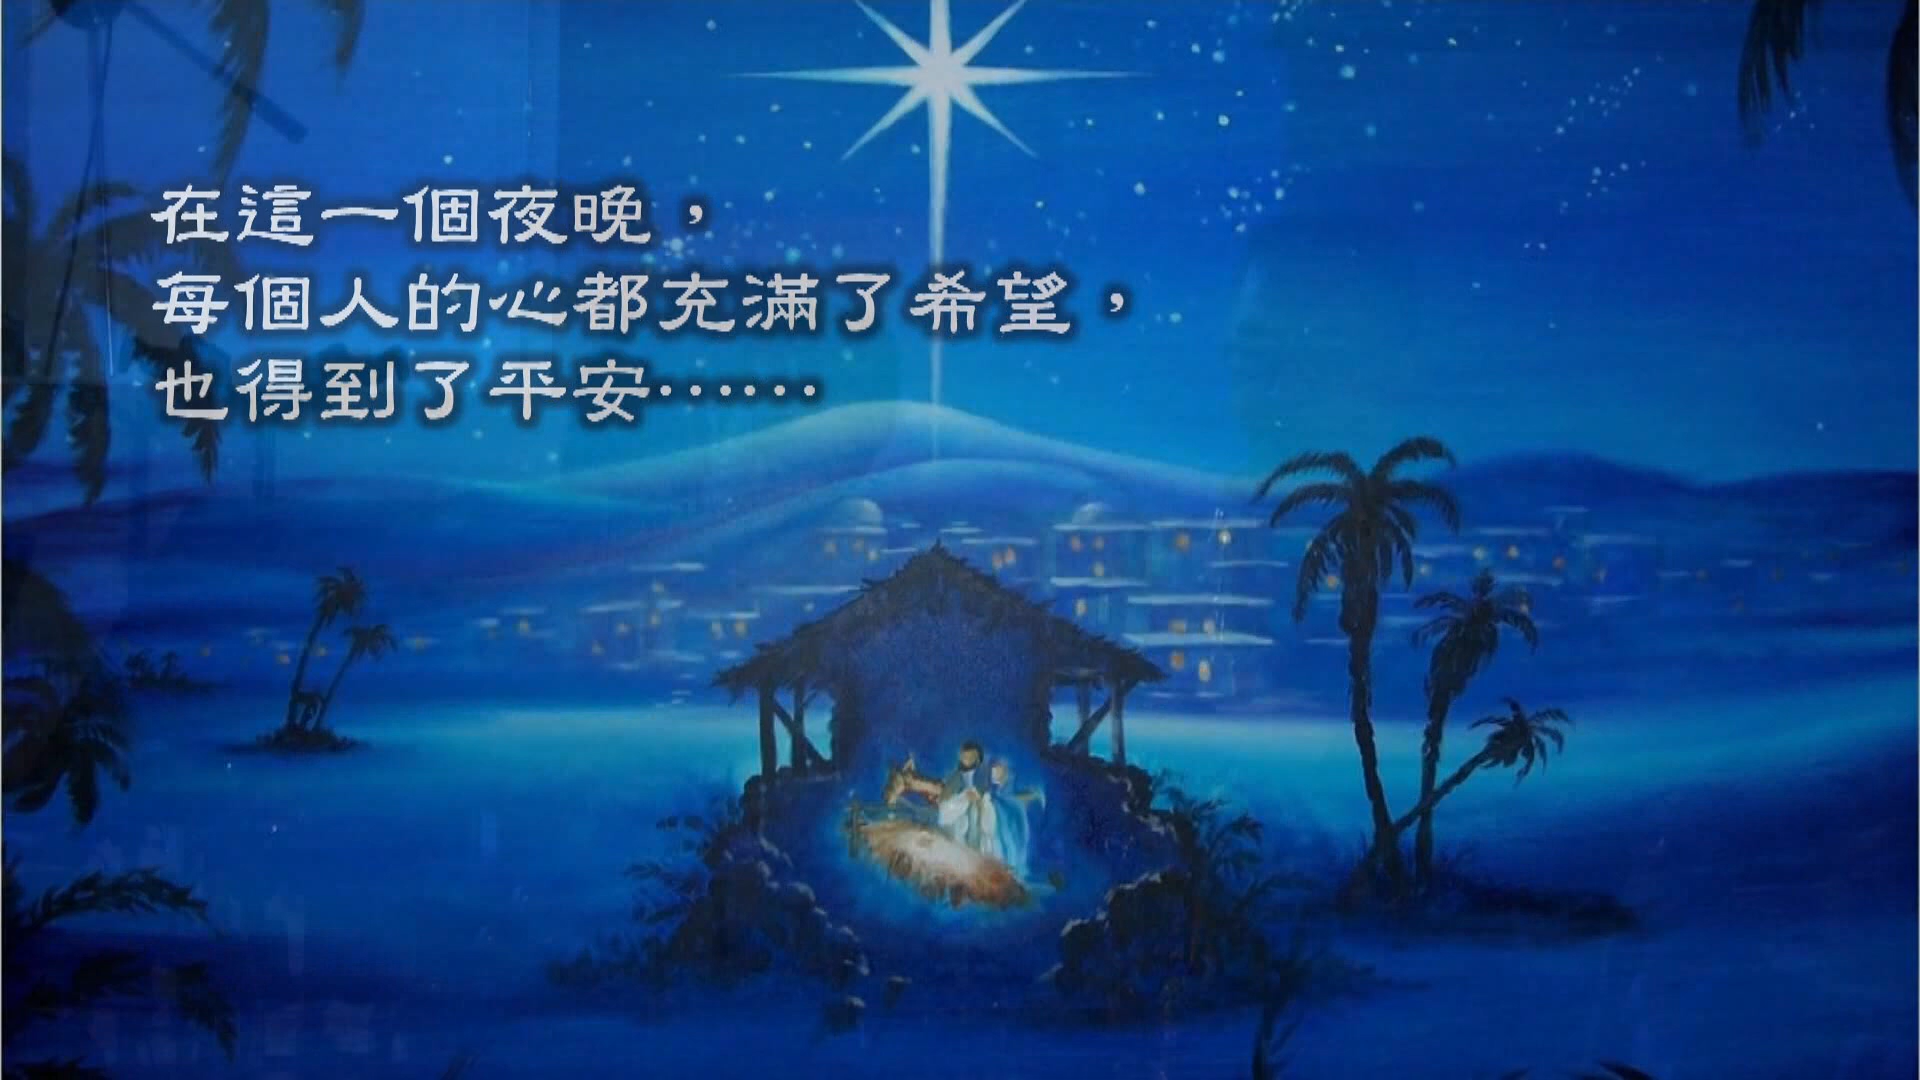 在這一個夜晚，
每個人的心都充滿了希望，
也得到了平安……